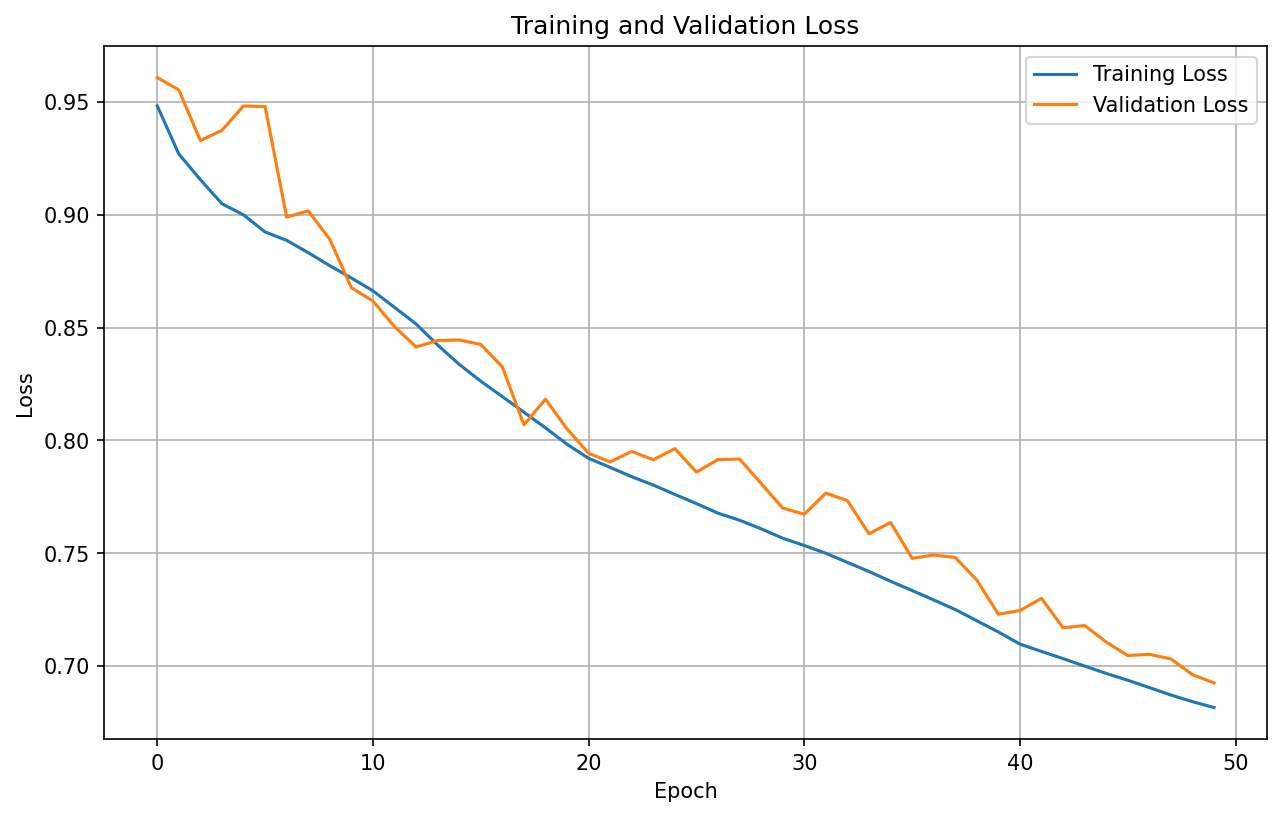 Training and Validation Loss
Training Loss
Validation Loss
0.95
0.90
0.85
0.80
0.75
0.70
Loss
0 10 20 30 40 50
Epoch